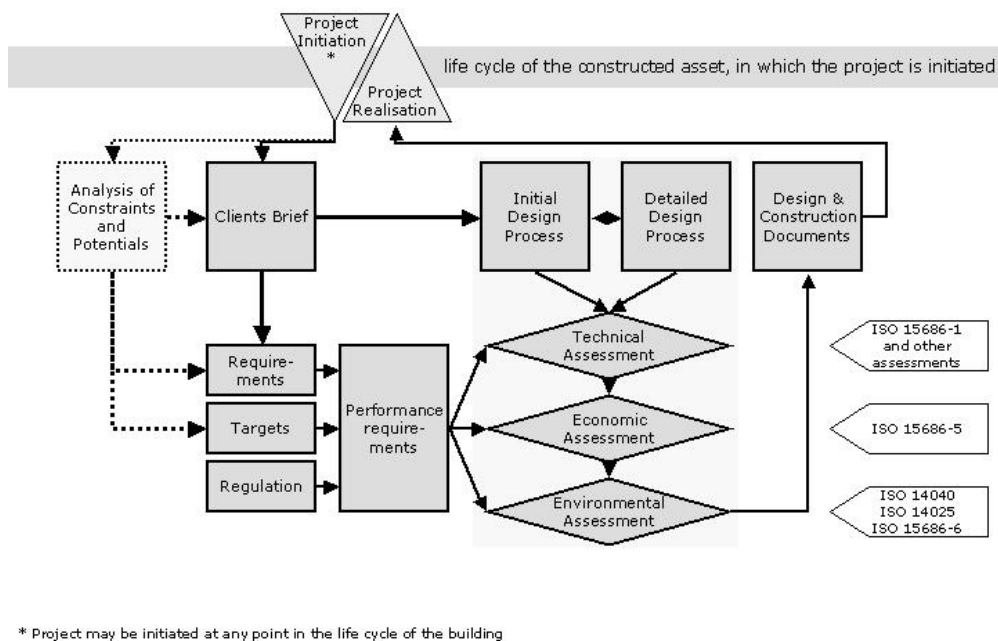 Project
Initiation
*
life cycle of the constructed asset, in which the project is initiated
Project
Realisation
Analysis of
Constraints
and
Potentials
Clients Brief
Initial
Design
Process
Detailed
Design
Process
Design &
Construction
Documents
Require-
ments
Targets
Regulation
Performance
require-
ments
Technical
Assessment
Economic
Assessment
Environmental
Assessment
ISO 15686-1
and other
assessments
ISO 15686-5
ISO 14040
ISO 14025
ISO 15686-6
* Project may be initiated at any point in the life cycle of the building